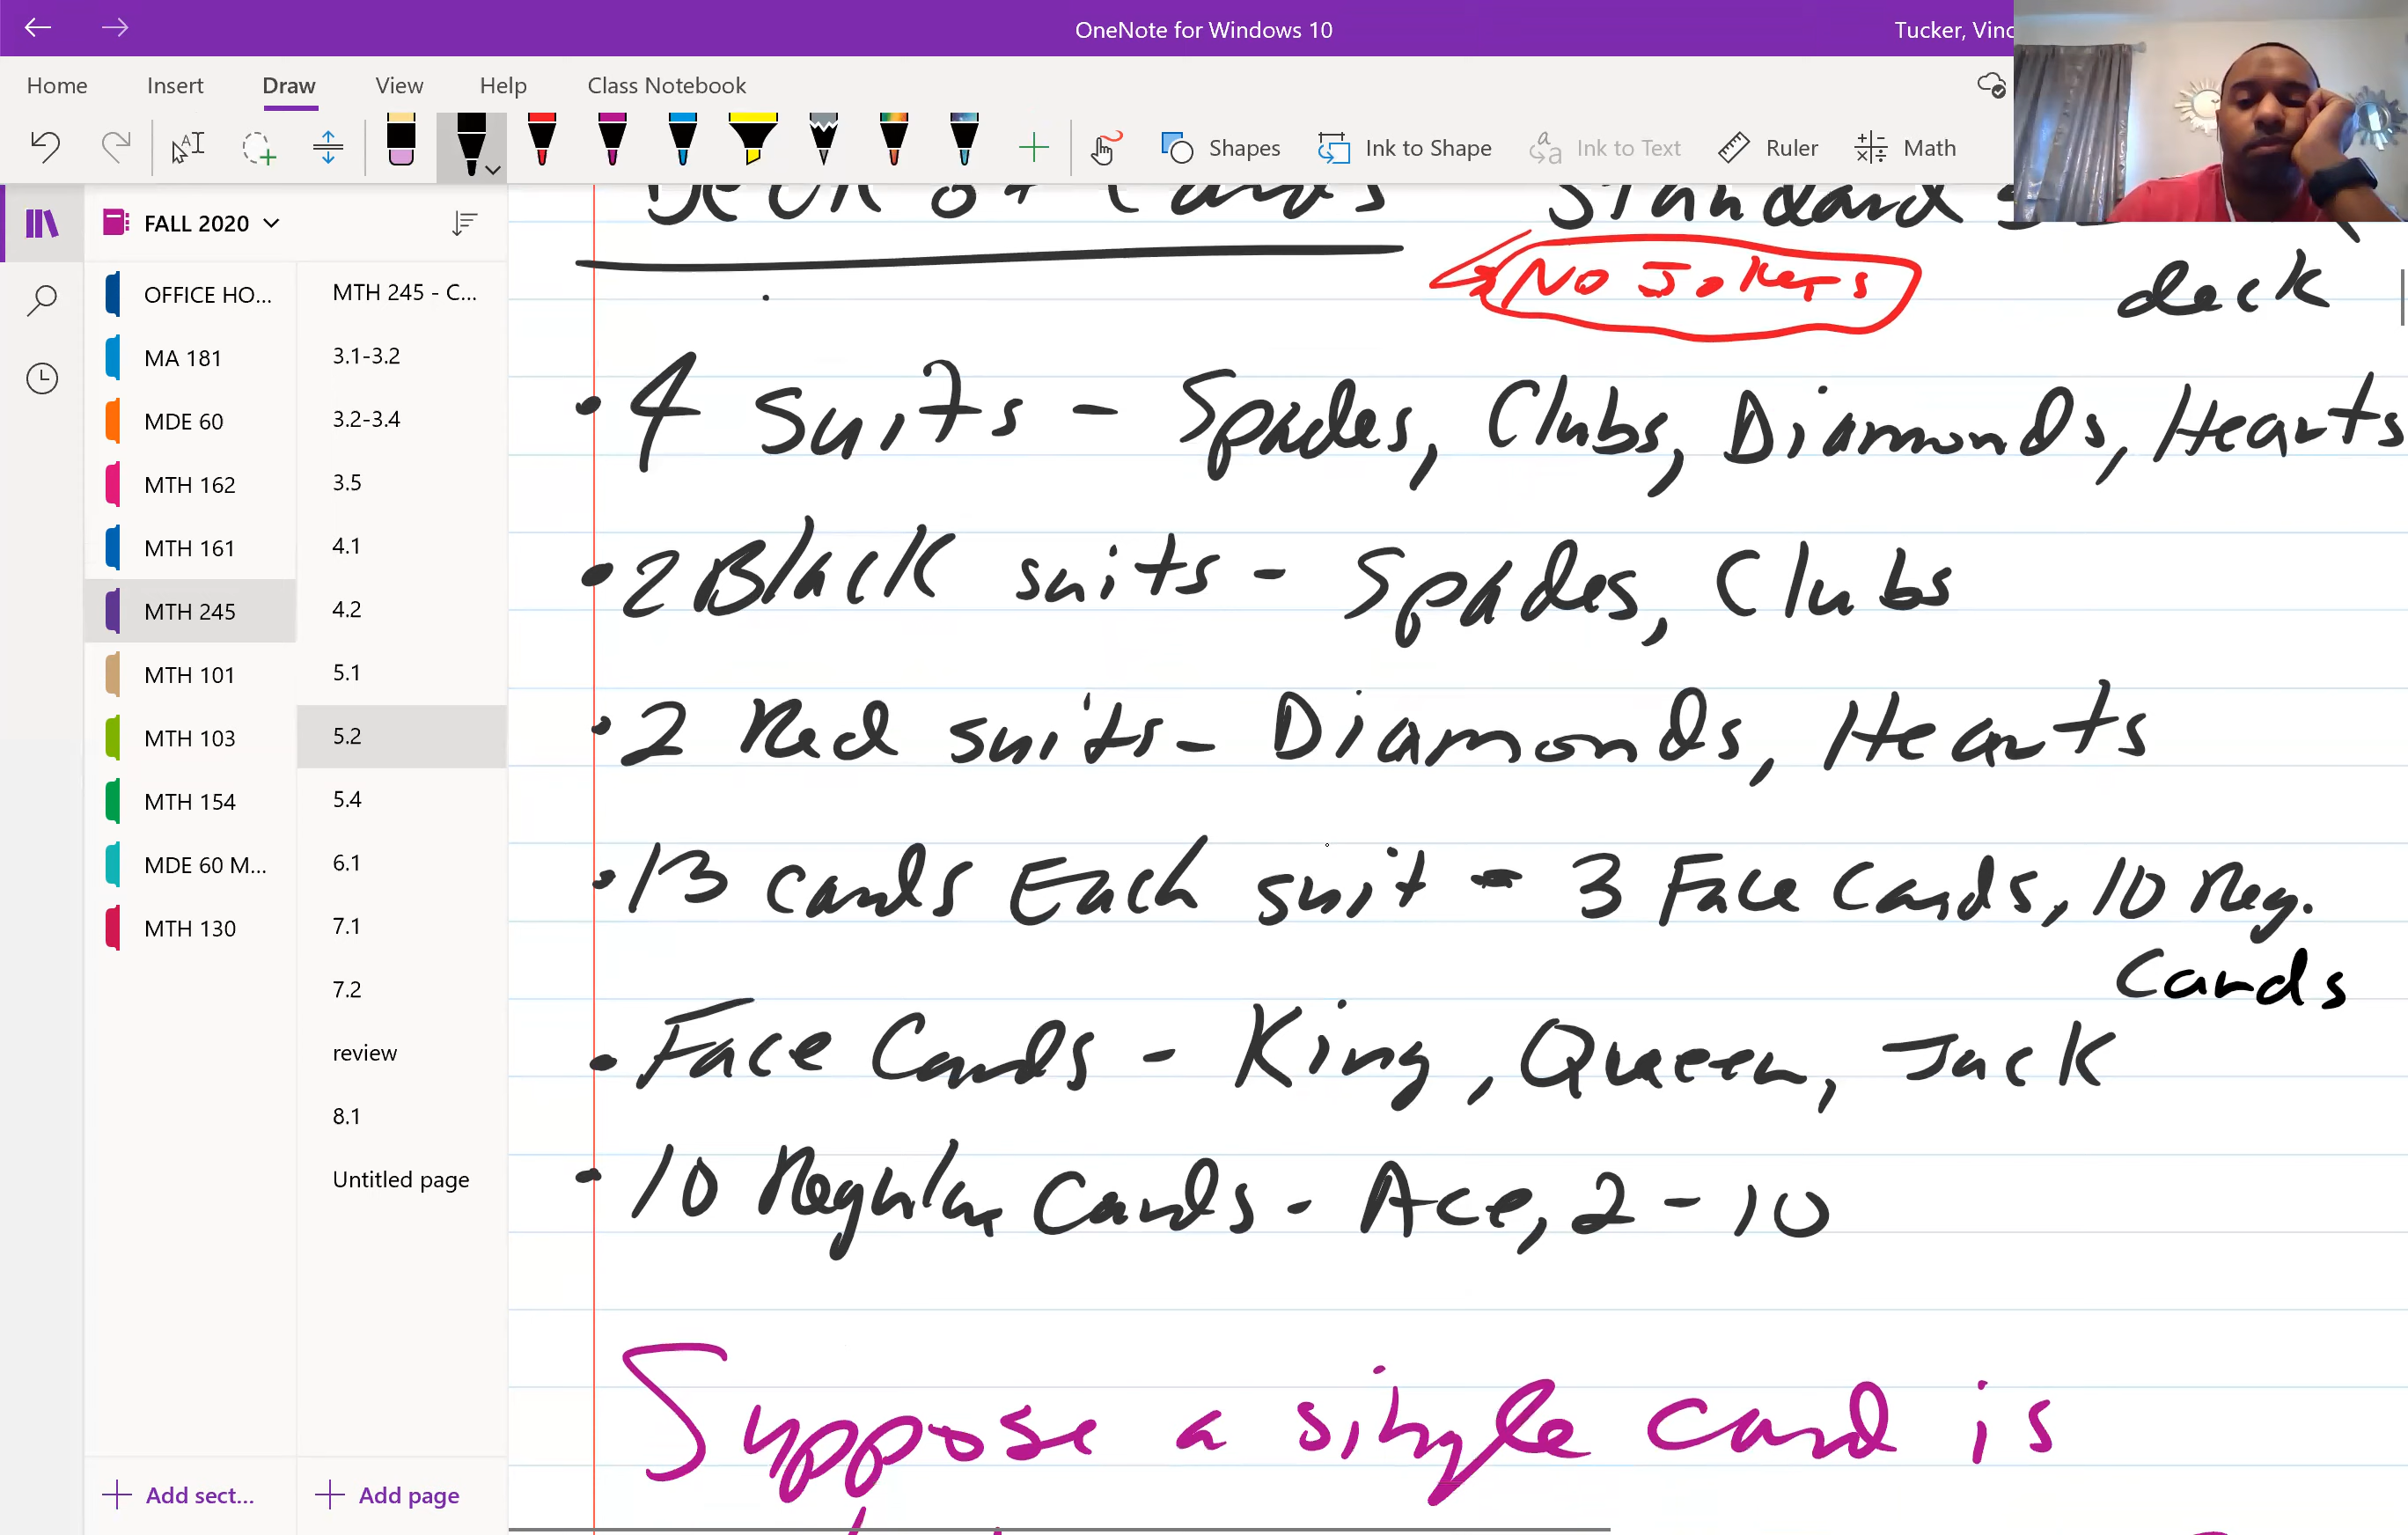 OneNote for Windows 10
Tucker, Vinc
Home Insert Draw View Help Class Notebook
Shapes Ink to Shape Ink to Text Ruler Math
FALL 2020
OFFICE HO...
MA 181
MDE 60
MTH 162
MTH 161
MTH 245
MTH 101
MTH 103
MTH 154
MDE 60 M...
MTH 130
Add sect...
MTH 245 - C...
3.1-3.2
3.2-3.4
3.5
4.1
4.2
5.1
5.2
5.4
6.1
7.1
7.2
review
8.1
Untitled page
Add page
Deck of Cards Standard
No Jokers
deck
• 4 suits - Spades, Clubs, Diamonds, Hearts
• 2 Black suits - Spades, Clubs
• 2 Red suits - Diamonds, Hearts
• 13 cards Each suit - 3 Face Cards, 10 Reg.
Cards
• Face Cards - King, Queen, Jack
• 10 Regular Cards - Ace, 2 - 10
Suppose a single card is